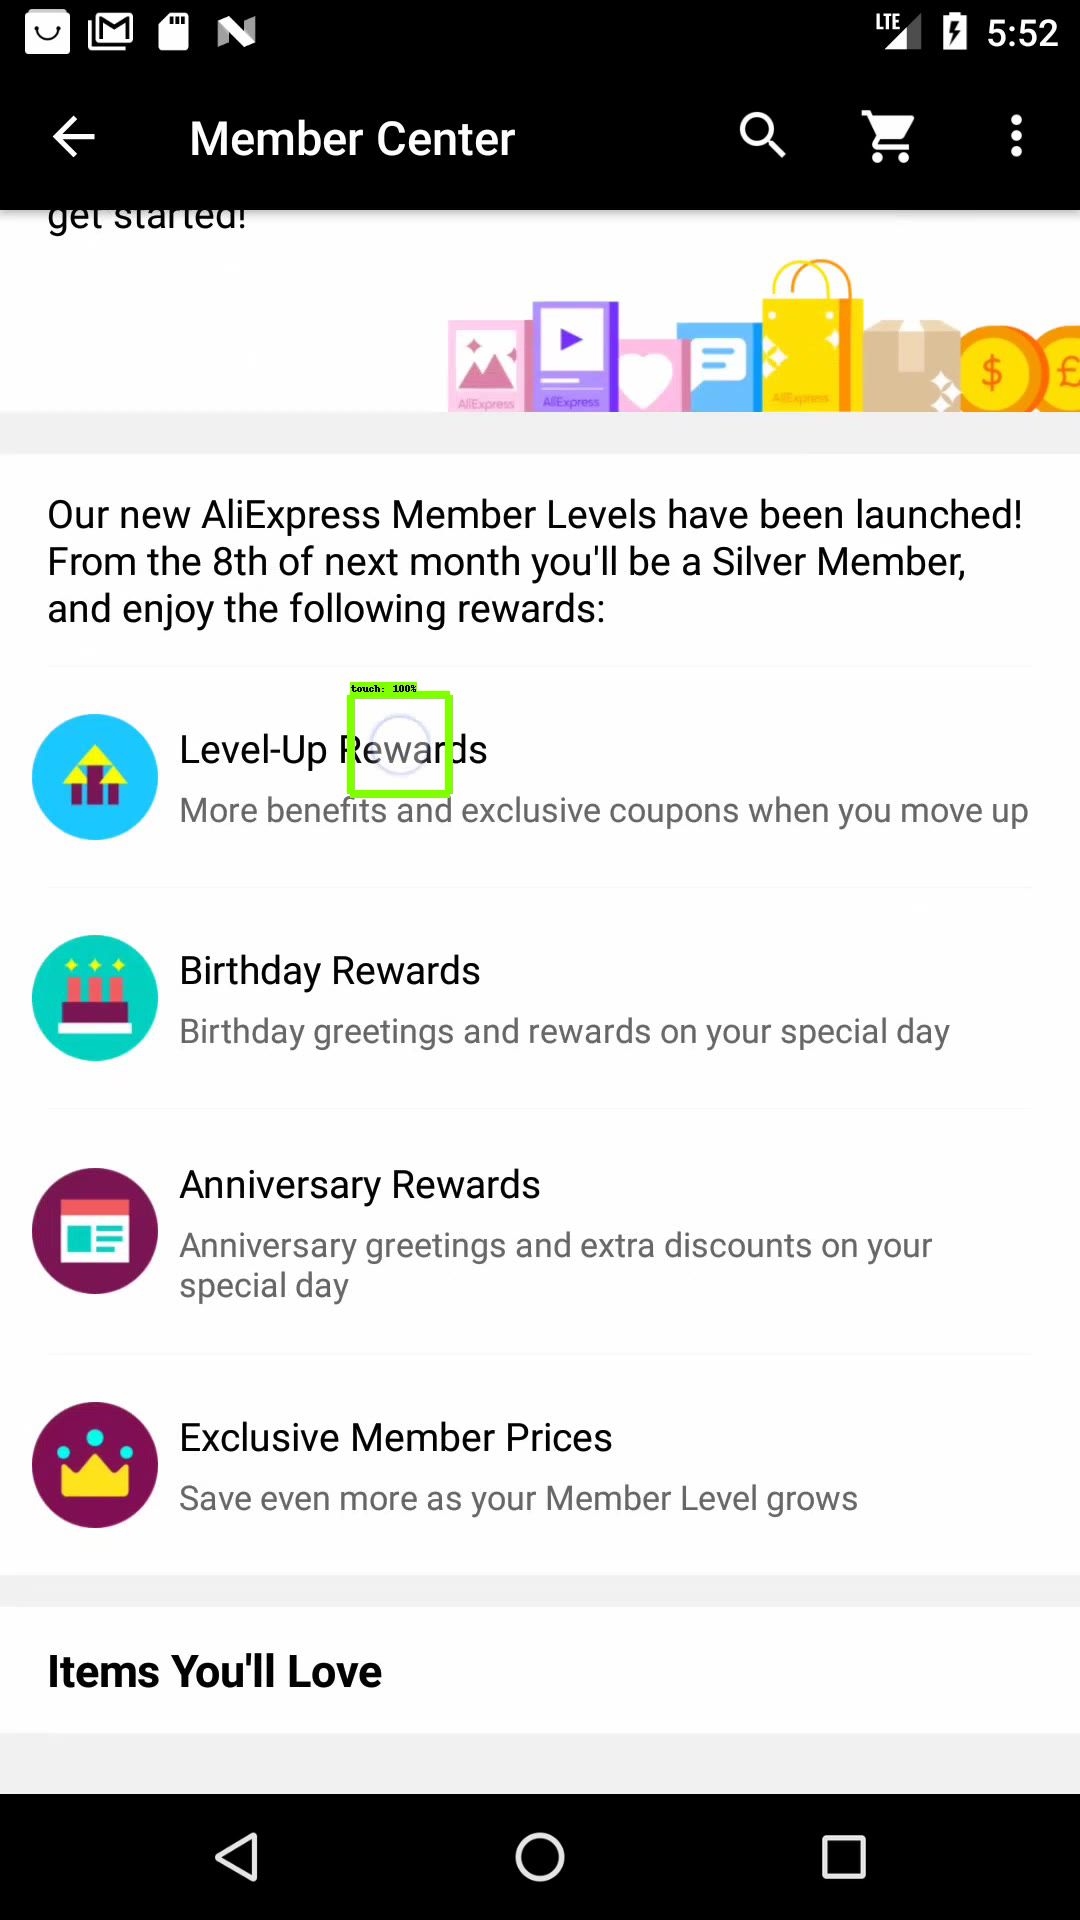 LTE 5:52
Member Center
get started!
AliExpress AliExpress AliExpress
$ £
Our new AliExpress Member Levels have been launched!
From the 8th of next month you'll be a Silver Member,
and enjoy the following rewards:
touch: 100%
Level-Up Rewards
More benefits and exclusive coupons when you move up
Birthday Rewards
Birthday greetings and rewards on your special day
Anniversary Rewards
Anniversary greetings and extra discounts on your
special day
Exclusive Member Prices
Save even more as your Member Level grows
Items You'll Love